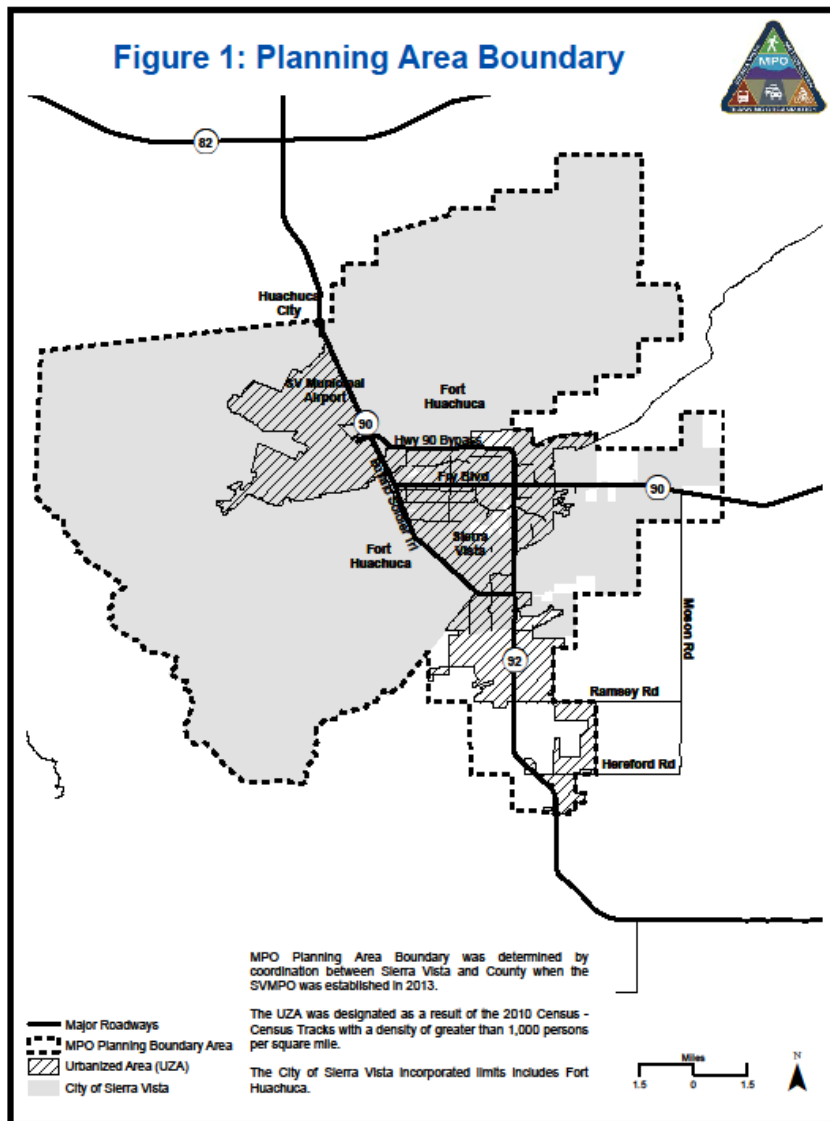 Figure 1: Planning Area Boundary
MPO
82
Huachuca
City
SV Municipal
Airport
Fort
Huachuca
90
Hwy 90 Bypass
Fry Blvd
90
Buffalo Soldier Trl
Sierra
Vista
Fort
Huachuca
Moson Rd
92
Ramsey Rd
Hereford Rd
MPO Planning Area Boundary was determined by
coordination between Sierra Vista and County when the
SVMPO was established in 2013.
The UZA was designated as a result of the 2010 Census -
Census Tracks with a density of greater than 1,000 persons
per square mile.
The City of Sierra Vista incorporated limits includes Fort
Huachuca.
Major Roadways
MPO Planning Boundary Area
Urbanized Area (UZA)
City of Sierra Vista
Miles
1.5 0 1.5
N